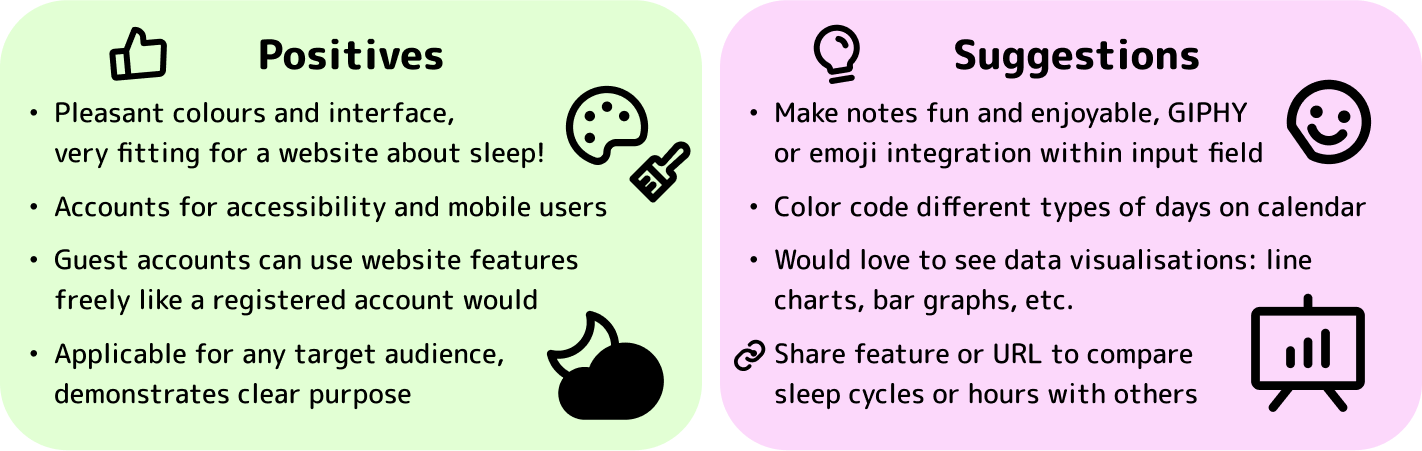 Positives
• Pleasant colours and interface,
very fitting for a website about sleep!
• Accounts for accessibility and mobile users
• Guest accounts can use website features
freely like a registered account would
• Applicable for any target audience,
demonstrates clear purpose
Suggestions
• Make notes fun and enjoyable, GIPHY
or emoji integration within input field
• Color code different types of days on calendar
• Would love to see data visualisations: line
charts, bar graphs, etc.
Share feature or URL to compare
sleep cycles or hours with others